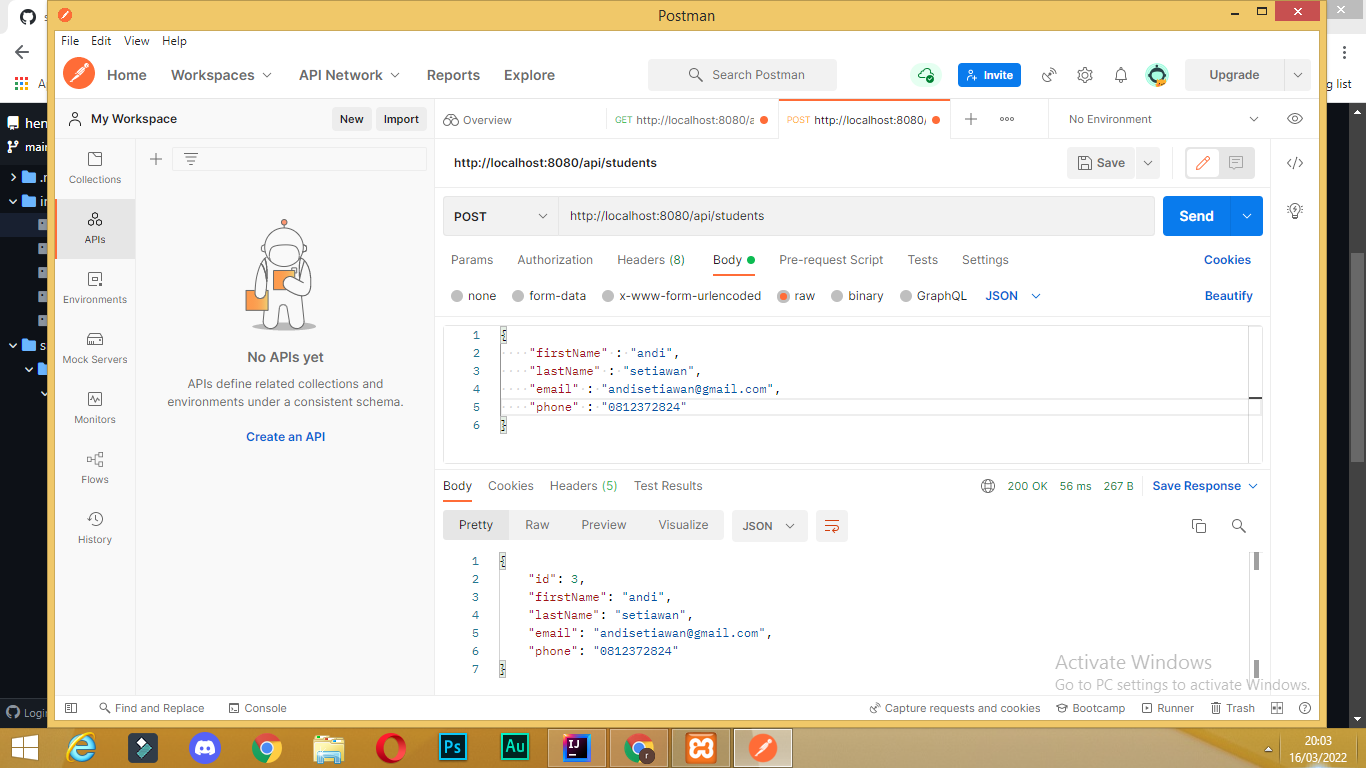 Postman
File Edit View Help
Home Workspaces API Network Reports Explore Search Postman Invite Upgrade
My Workspace New Import Overview GET http://localhost:8080/a POST http://localhost:8080/ No Environment
http://localhost:8080/api/students Save
POST http://localhost:8080/api/students Send
Params Authorization Headers (8) Body Pre-request Script Tests Settings Cookies
none form-data x-www-form-urlencoded raw binary GraphQL JSON Beautify
1 {
2 "firstName" : "andi",
3 "lastName" : "setiawan",
4 "email" : "andisetiawan@gmail.com",
5 "phone" : "0812372824"
6 }
Collections
APIs
Environments
Mock Servers
Monitors
Flows
History
No APIs yet
APIs define related collections and
environments under a consistent schema.
Create an API
Body Cookies Headers (5) Test Results 200 OK 56 ms 267 B Save Response
Pretty Raw Preview Visualize JSON
1 {
2 "id": 3,
3 "firstName": "andi",
4 "lastName": "setiawan",
5 "email": "andisetiawan@gmail.com",
6 "phone": "0812372824"
7 }
Activate Windows
Go to PC settings to activate Windows.
Find and Replace Console Capture requests and cookies Bootcamp Runner Trash
hen
mai
g list
Logi
Ps Au IJ r
20:03
16/03/2022